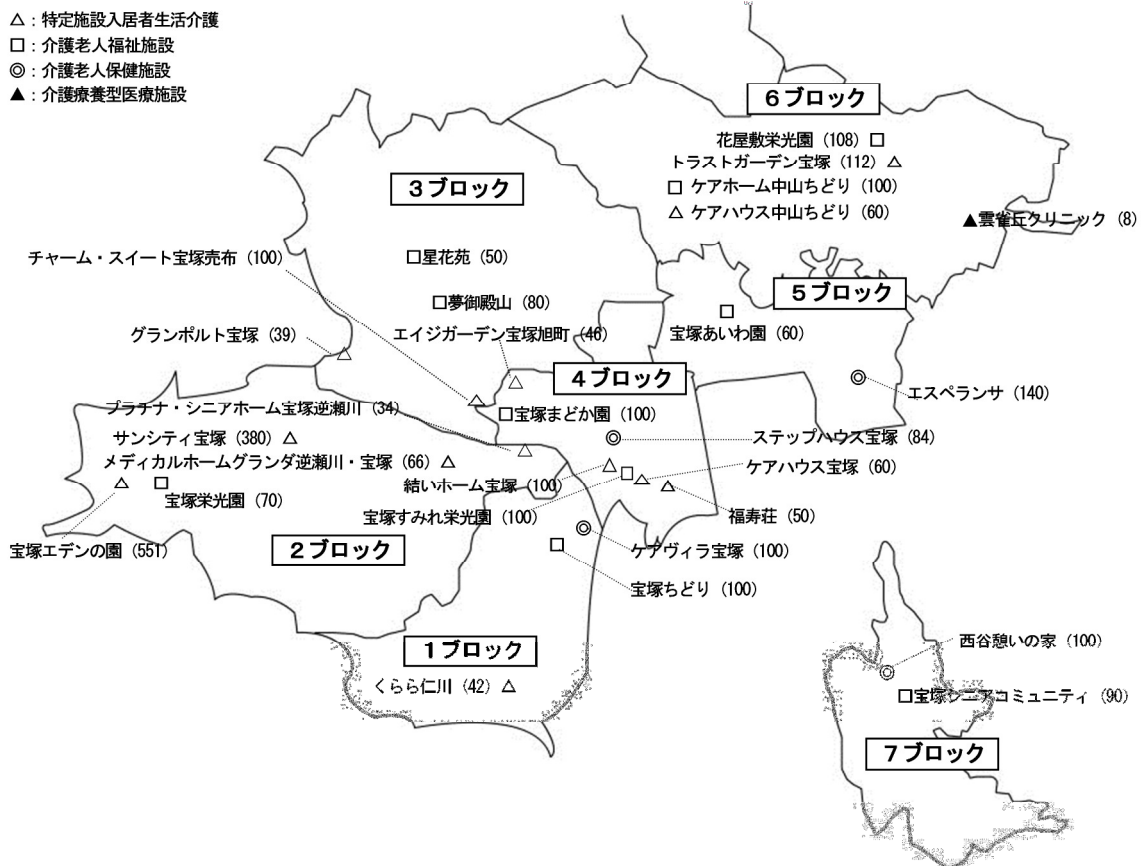 △：特定施設入居者生活介護
□：介護老人福祉施設
◎：介護老人保健施設
▲：介護療養型医療施設
6ブロック
花屋敷栄光園（108）□
トラストガーデン宝塚（112）△
□ ケアホーム中山ちどり（100）
△ ケアハウス中山ちどり（60）
▲雲雀丘クリニック（8）
3ブロック
チャーム・スイート宝塚売布（100）
□星花苑（50）
□夢御殿山（80）
グランポルト宝塚（39）
エイジガーデン宝塚旭町（46）
5ブロック
宝塚あいわ園（60）
エスペランサ（140）
4ブロック
□宝塚まどか園（100）
ステップハウス宝塚（84）
ケアハウス宝塚（60）
結いホーム宝塚（100）
宝塚すみれ栄光園（100）
福寿荘（50）
プラチナ・シニアホーム宝塚逆瀬川（34）
サンシティ宝塚（380）△
メディカルホームグランダ逆瀬川・宝塚（66）△
宝塚栄光園（70）
宝塚エデンの園（551）
2ブロック
ケアヴィラ宝塚（100）
宝塚ちどり（100）
1ブロック
くらら仁川（42）△
西谷憩いの家（100）
□宝塚シニアコミュニティ（90）
7ブロック